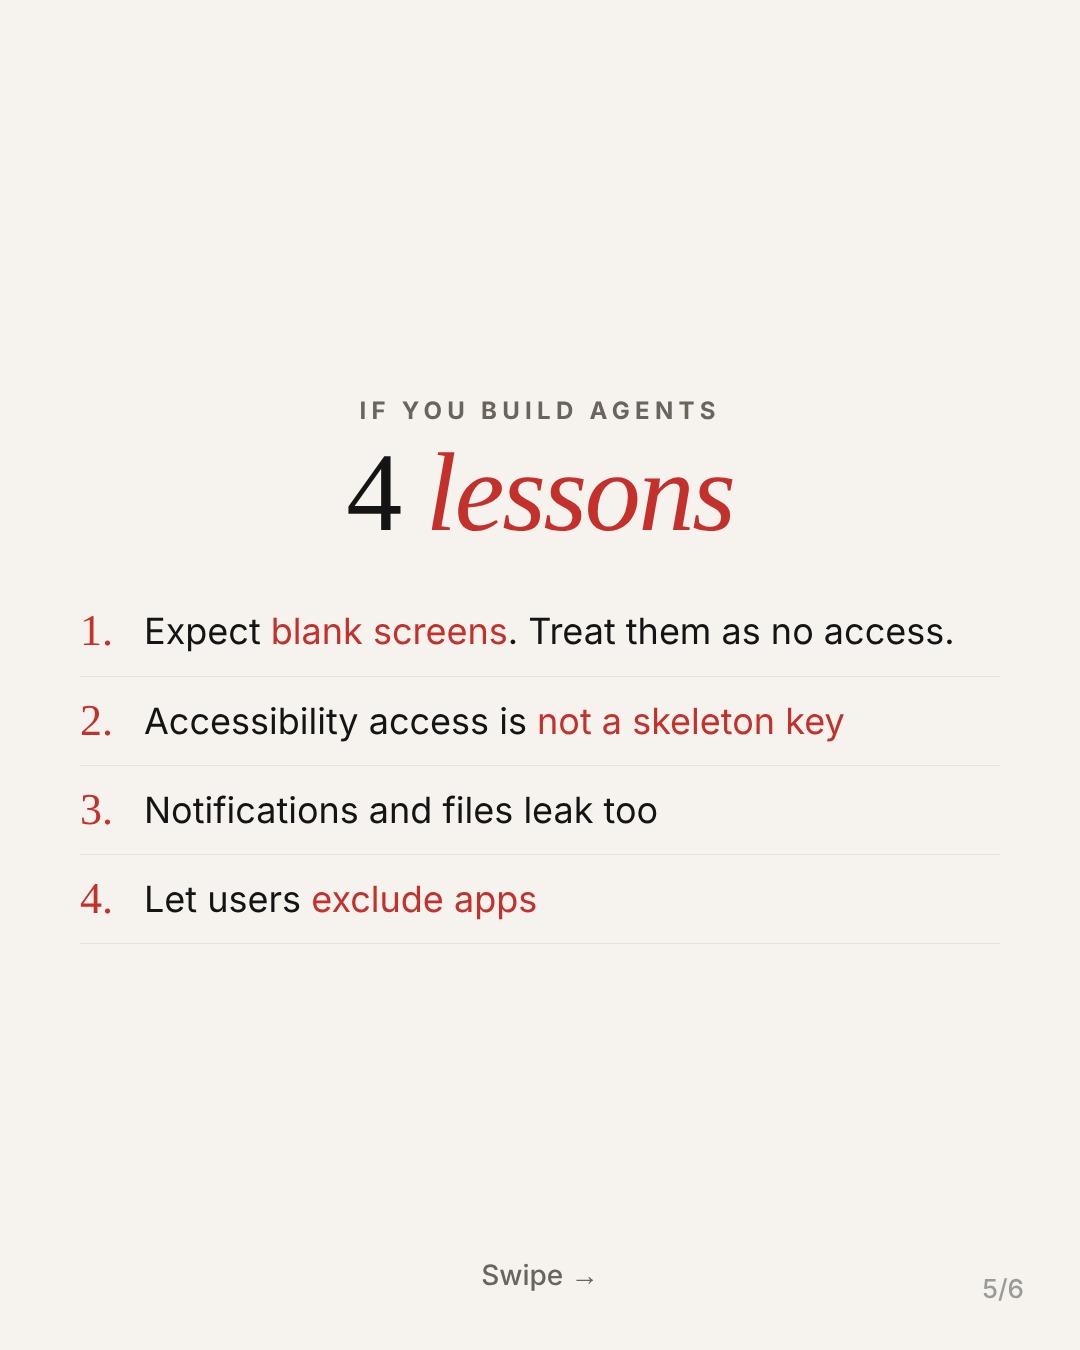 IF YOU BUILD AGENTS
4 lessons
1. Expect blank screens. Treat them as no access.
2. Accessibility access is not a skeleton key
3. Notifications and files leak too
4. Let users exclude apps
Swipe →
5/6